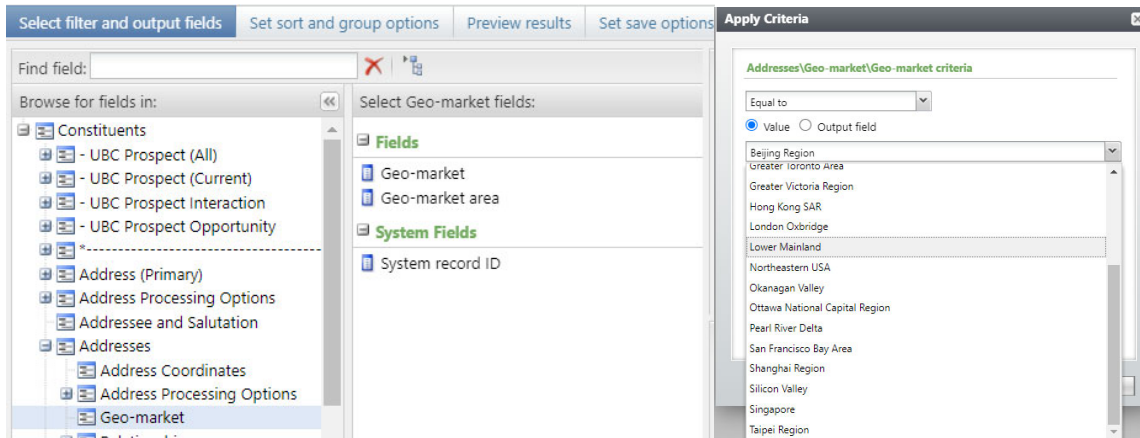 Select filter and output fields
Set sort and group options
Preview results
Set save options
Find field:
Browse for fields in:
Constituents
- UBC Prospect (All)
- UBC Prospect (Current)
- UBC Prospect Interaction
- UBC Prospect Opportunity
*-----------------------------------
Address (Primary)
Address Processing Options
Addressee and Salutation
Addresses
Address Coordinates
Address Processing Options
Geo-market
Select Geo-market fields:
Fields
Geo-market
Geo-market area
System Fields
System record ID
Apply Criteria
Addresses\Geo-market\Geo-market criteria
Equal to
Value
Output field
Beijing Region
Greater Toronto Area
Greater Victoria Region
Hong Kong SAR
London Oxbridge
Lower Mainland
Northeastern USA
Okanagan Valley
Ottawa National Capital Region
Pearl River Delta
San Francisco Bay Area
Shanghai Region
Silicon Valley
Singapore
Taipei Region